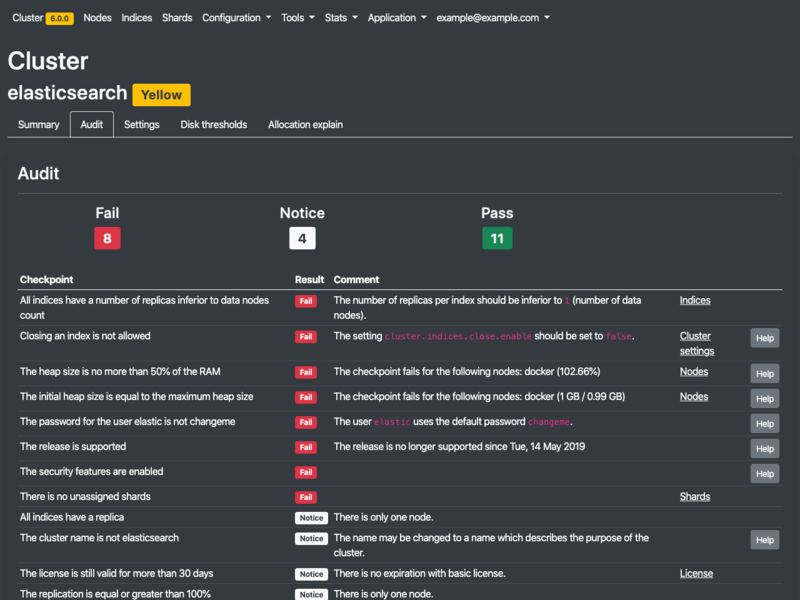 Cluster 6.0.0 Nodes Indices Shards Configuration Tools Stats Application example@example.com
Cluster
elasticsearch Yellow
Summary Audit Settings Disk thresholds Allocation explain
Audit
Fail Notice Pass
8 4 11
Checkpoint Result Comment
All indices have a number of replicas inferior to data nodes count Fail The number of replicas per index should be inferior to 1 (number of data nodes). Indices
Closing an index is not allowed Fail The setting cluster.indices.close.enable should be set to false. Cluster settings Help
The heap size is no more than 50% of the RAM Fail The checkpoint fails for the following nodes: docker (102.66%) Nodes Help
The initial heap size is equal to the maximum heap size Fail The checkpoint fails for the following nodes: docker (1 GB / 0.99 GB) Nodes Help
The password for the user elastic is not changeme Fail The user elastic uses the default password changeme. Help
The release is supported Fail The release is no longer supported since Tue, 14 May 2019 Help
The security features are enabled Fail Help
There is no unassigned shards Fail Shards
All indices have a replica Notice There is only one node.
The cluster name is not elasticsearch Notice The name may be changed to a name which describes the purpose of the cluster. Help
The license is still valid for more than 30 days Notice There is no expiration with basic license. License
The replication is equal or greater than 100% Notice There is only one node.